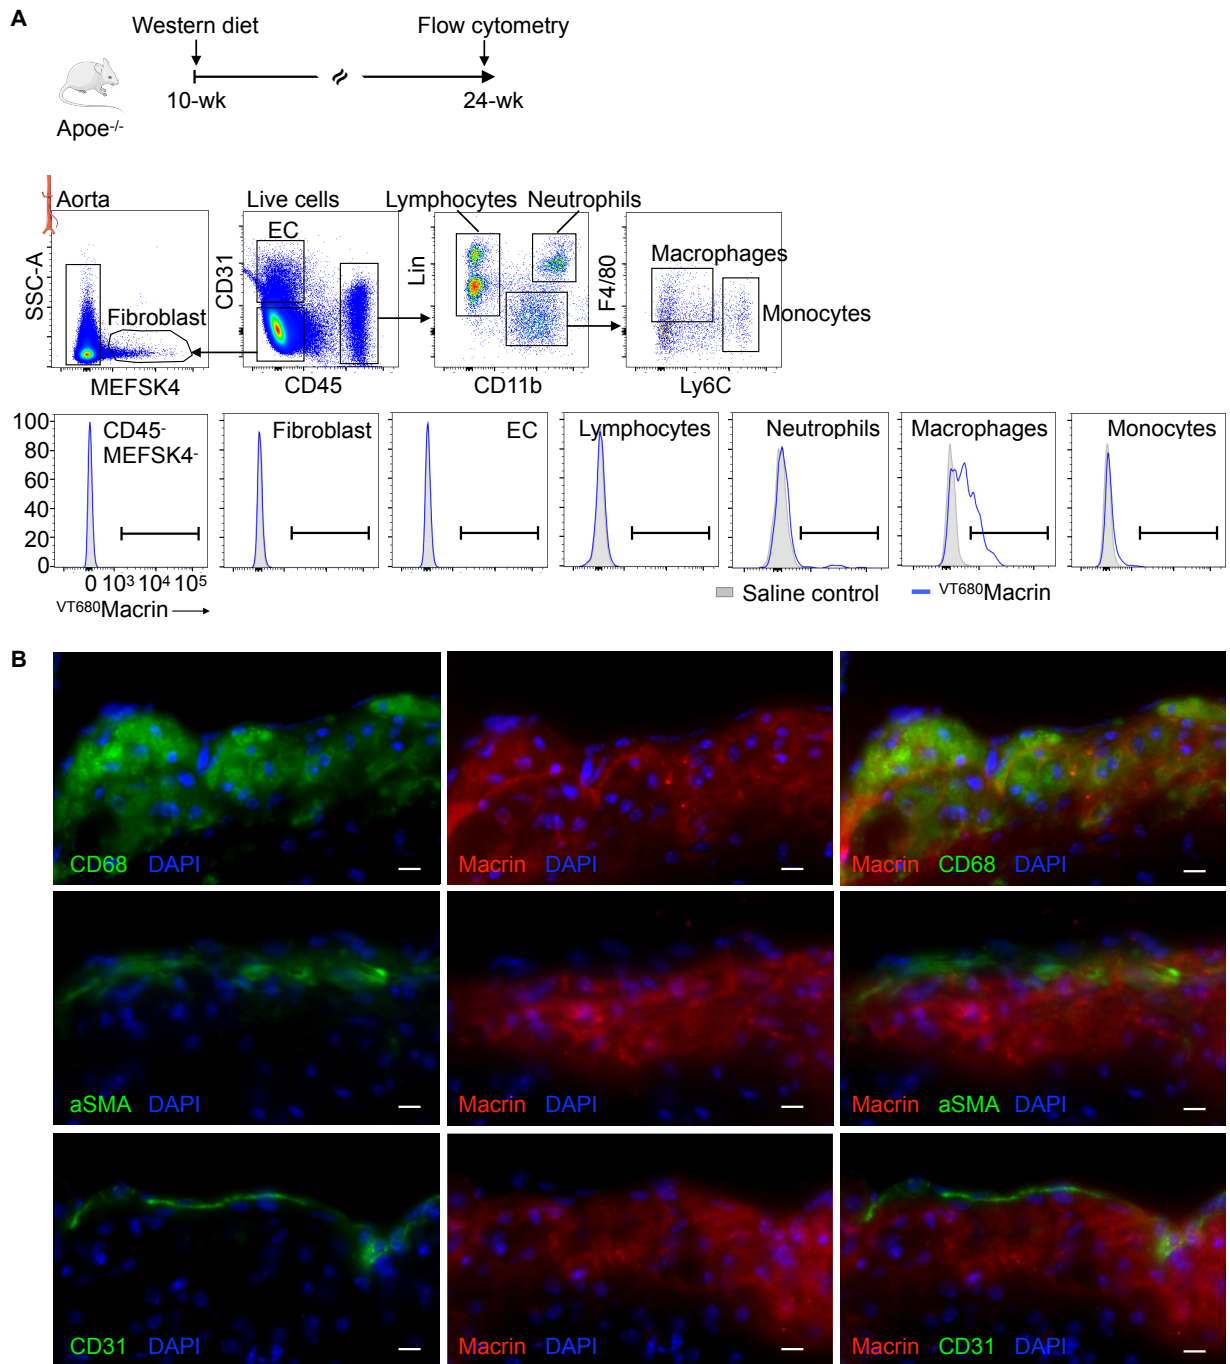 A
Western diet
Flow cytometry
10-wk
24-wk
Apoe-/-
Aorta
Live cells
Lymphocytes
Neutrophils
EC
Macrophages
Fibroblast
Monocytes
SSC-A
CD31
Lin
F4/80
MEFSK4
CD45
CD11b
Ly6C
100
80
60
40
20
0
CD45-
MEFSK4-
Fibroblast
EC
Lymphocytes
Neutrophils
Macrophages
Monocytes
0 10³ 10⁴ 10⁵
VT680Macrin
Saline control
VT680Macrin
B
CD68 DAPI
Macrin DAPI
Macrin CD68
aSMA DAPI
Macrin DAPI
Macrin aSMA DAPI
CD31 DAPI
Macrin DAPI
Macrin CD31 DAPI